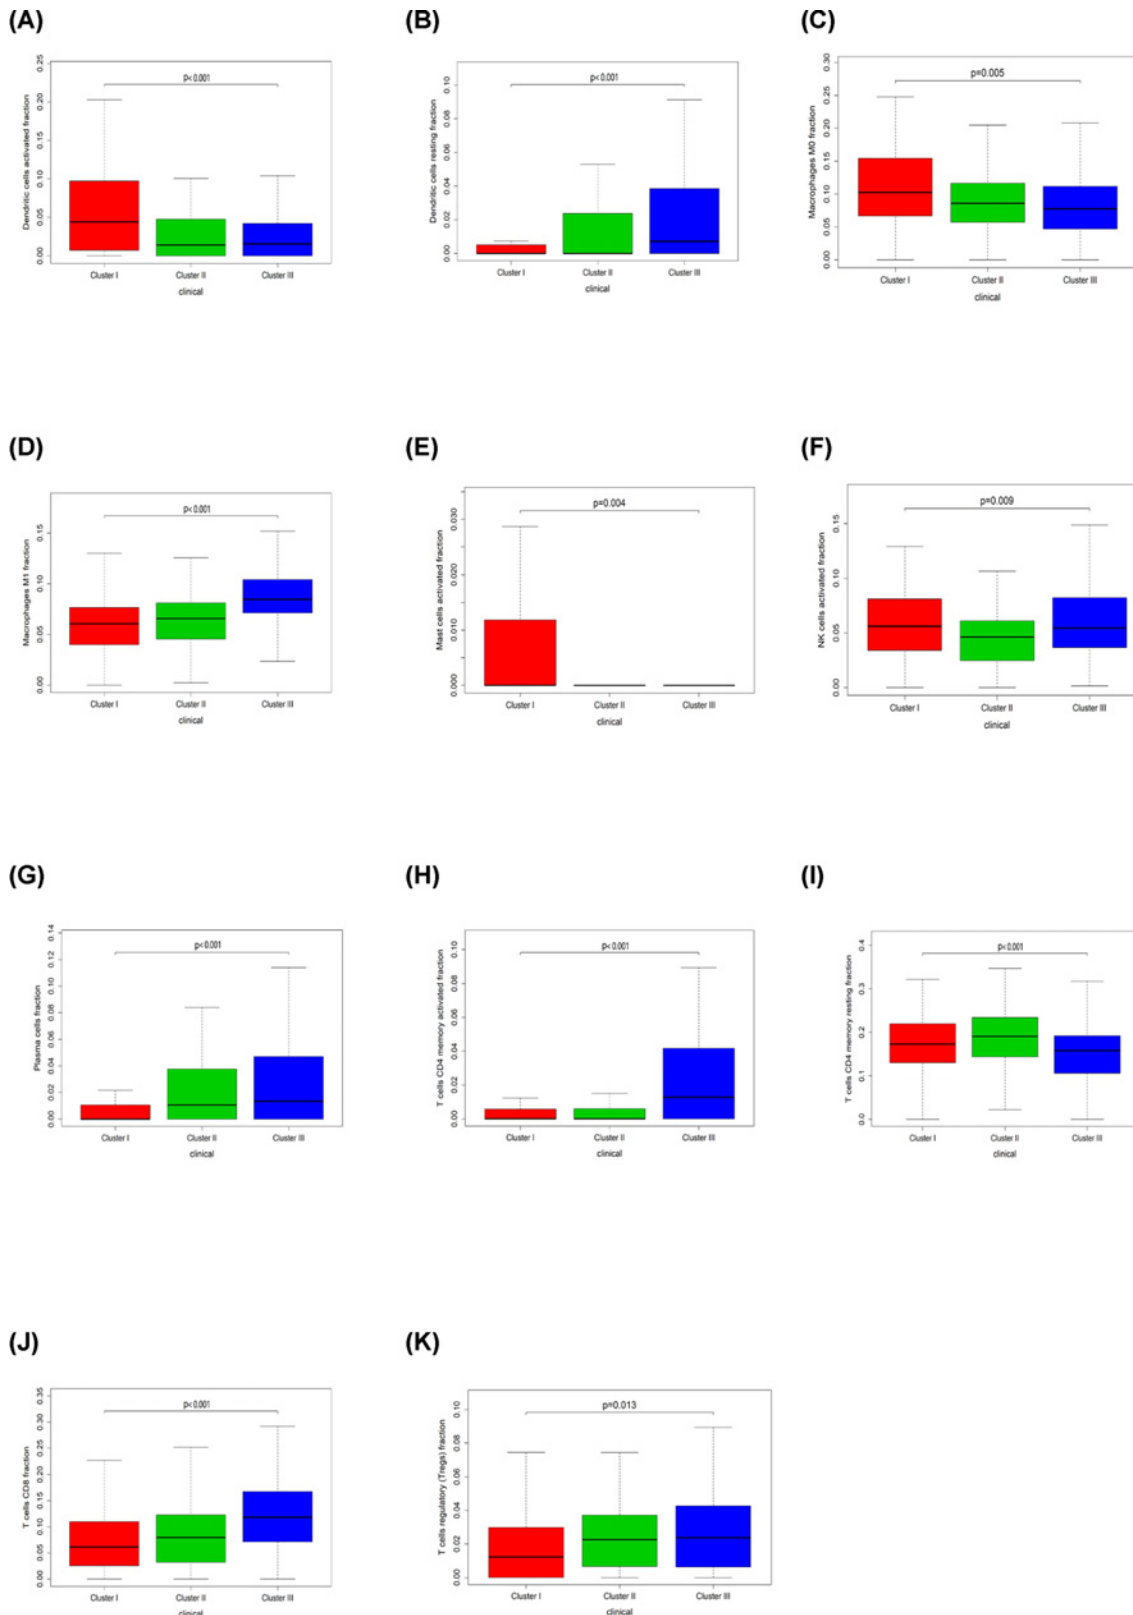 (A)
Dendritic cells activated fraction
0.00 0.05 0.10 0.15 0.20 0.25
p<0.001
Cluster I Cluster II Cluster III
clinical
(B)
Dendritic cells resting fraction
0.00 0.02 0.04 0.06 0.08 0.10
p<0.001
Cluster I Cluster II Cluster III
clinical
(C)
Macrophages M0 fraction
0.00 0.05 0.10 0.15 0.20 0.25 0.30
p=0.005
Cluster I Cluster II Cluster III
clinical
(D)
Macrophages M1 fraction
0.00 0.05 0.10 0.15
p<0.001
Cluster I Cluster II Cluster III
clinical
(E)
Mast cells activated fraction
0.000 0.010 0.020 0.030
p=0.004
Cluster I Cluster II Cluster III
clinical
(F)
NK cells activated fraction
0.00 0.05 0.10 0.15
p=0.009
Cluster I Cluster II Cluster III
clinical
(G)
Plasma cells fraction
0.00 0.02 0.04 0.06 0.08 0.10 0.12 0.14
p<0.001
Cluster I Cluster II Cluster III
clinical
(H)
T cells CD4 memory activated fraction
0.00 0.02 0.04 0.06 0.08 0.10
p<0.001
Cluster I Cluster II Cluster III
clinical
(I)
T cells CD4 memory resting fraction
0.0 0.1 0.2 0.3 0.4
p<0.001
Cluster I Cluster II Cluster III
clinical
(J)
T cells CD8 fraction
0.00 0.05 0.10 0.15 0.20 0.25 0.30 0.35
p<0.001
Cluster I Cluster II Cluster III
clinical
(K)
T cells regulatory (Tregs) fraction
0.00 0.02 0.04 0.06 0.08 0.10
p=0.013
Cluster I Cluster II Cluster III
clinical